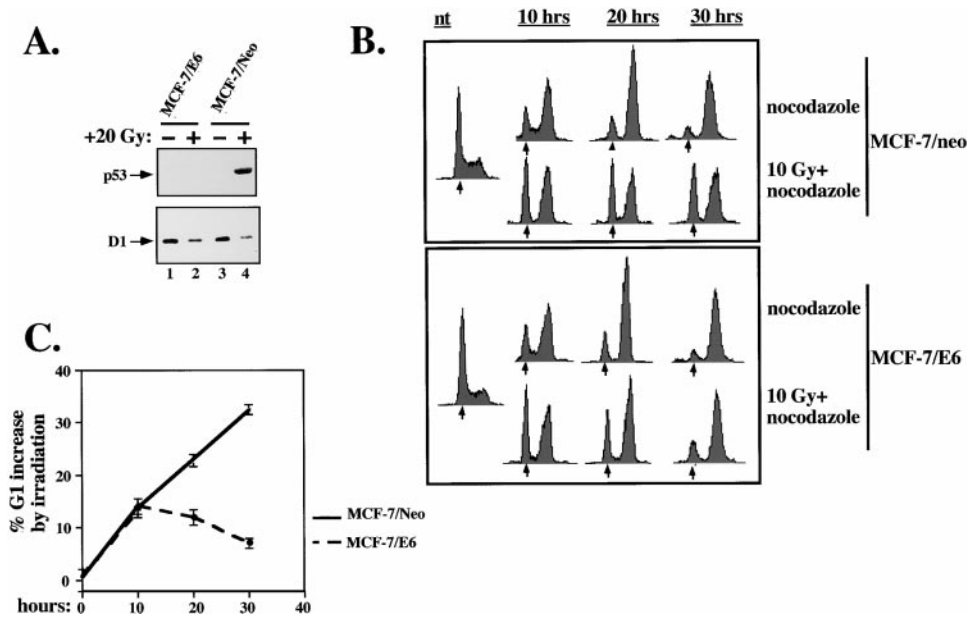 A.
MCF-7/E6
MCF-7/Neo
+20 Gy: – + – +
p53
D1
1 2 3 4
B.
nt 10 hrs 20 hrs 30 hrs
nocodazole
10 Gy+
nocodazole
MCF-7/neo
nocodazole
10 Gy+
nocodazole
MCF-7/E6
C.
% G1 increase
by irradiation
40
30
20
10
0
hours: 0 10 20 30 40
MCF-7/Neo
MCF-7/E6